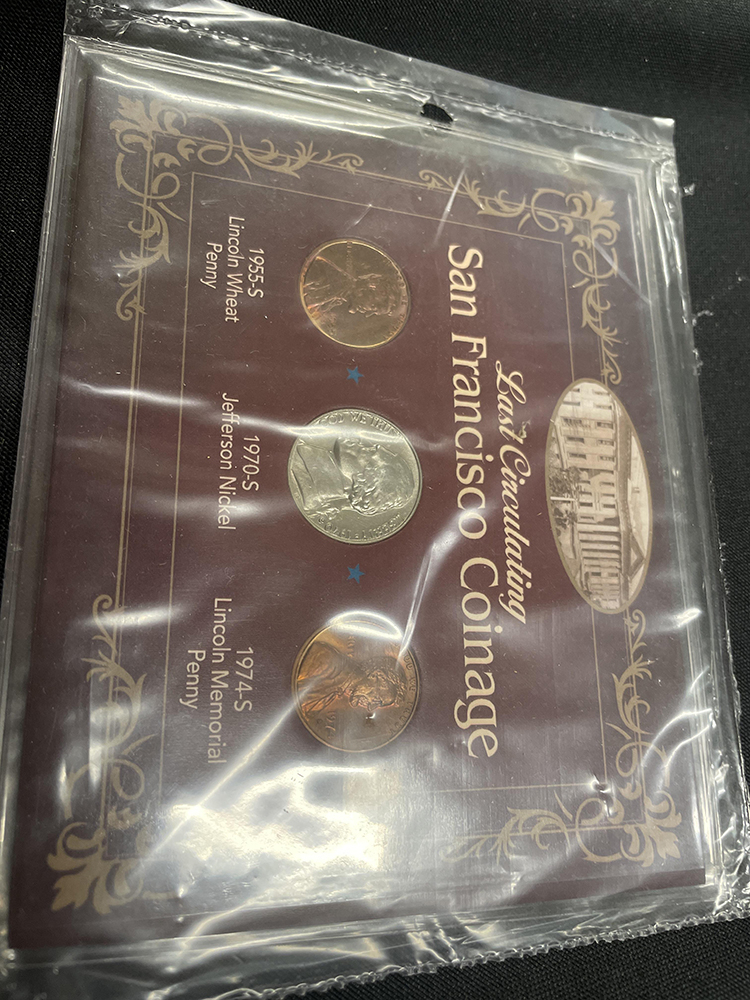 Last Circulating
San Francisco Coinage
1955-S
Lincoln Wheat
Penny
1970-S
Jefferson Nickel
1974-S
Lincoln Memorial
Penny